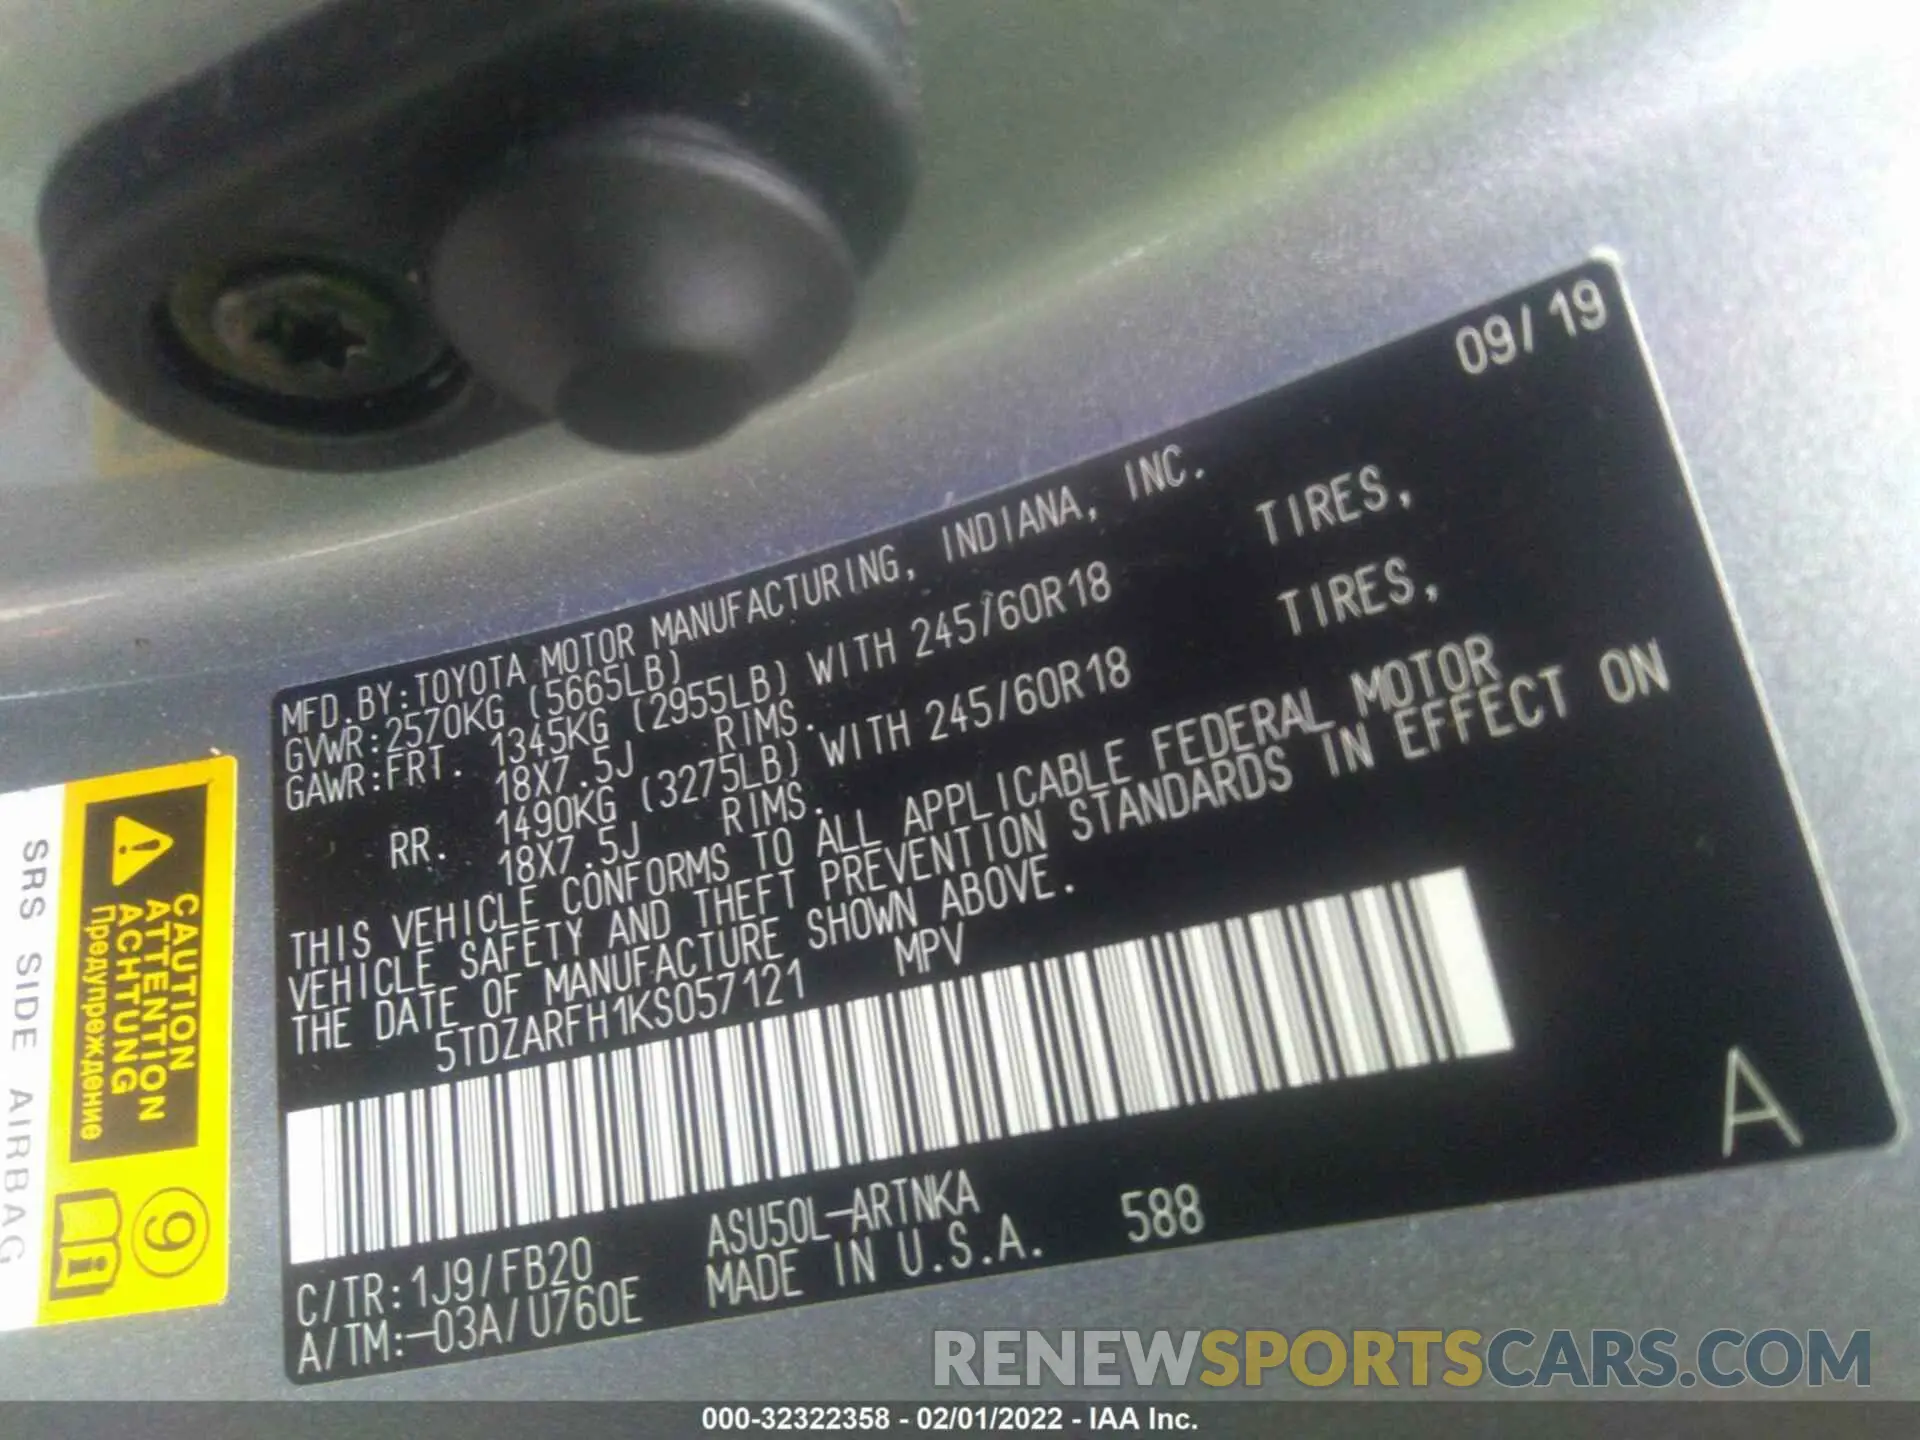 09/19
MFD.BY:TOYOTA MOTOR MANUFACTURING, INDIANA, INC.
GVWR:2570KG (5665LB)
GAWR:FRT. 1345KG (2955LB) WITH 245/60R18 TIRES,
18X7.5J RIMS.
RR. 1490KG (3275LB) WITH 245/60R18 TIRES,
18X7.5J RIMS.
THIS VEHICLE CONFORMS TO ALL APPLICABLE FEDERAL MOTOR
VEHICLE SAFETY AND THEFT PREVENTION STANDARDS IN EFFECT ON
THE DATE OF MANUFACTURE SHOWN ABOVE.
5TDZARFH1KS057121 MPV
A
C/TR:1J9/FB20 ASU50L-ARTNKA
A/TM:-03A/U760E MADE IN U.S.A. 588
CAUTION
ATTENTION
ACHTUNG
Предупреждение
9
SRS SIDE AIRBAG
RENEWSPORTSCARS.COM
000-32322358 - 02/01/2022 - IAA Inc.